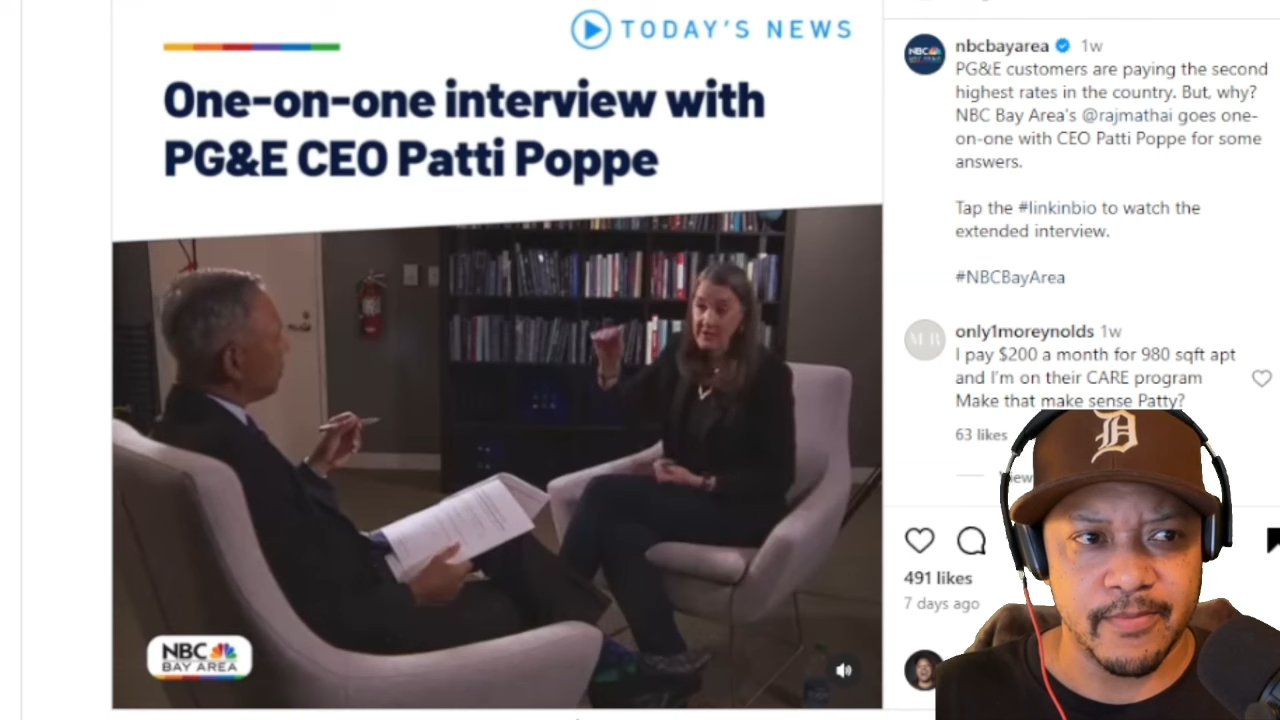 TODAY'S NEWS
One-on-one interview with
PG&E CEO Patti Poppe
NBC
BAY AREA
nbcbayarea 1w
PG&E customers are paying the second
highest rates in the country. But, why?
NBC Bay Area's @rajmathai goes one-
on-one with CEO Patti Poppe for some
answers.
Tap the #linkinbio to watch the
extended interview.
#NBCBayArea
only1moreynolds 1w
I pay $200 a month for 980 sqft apt
and I'm on their CARE program
Make that make sense Patty?
63 likes
491 likes
7 days ago
D